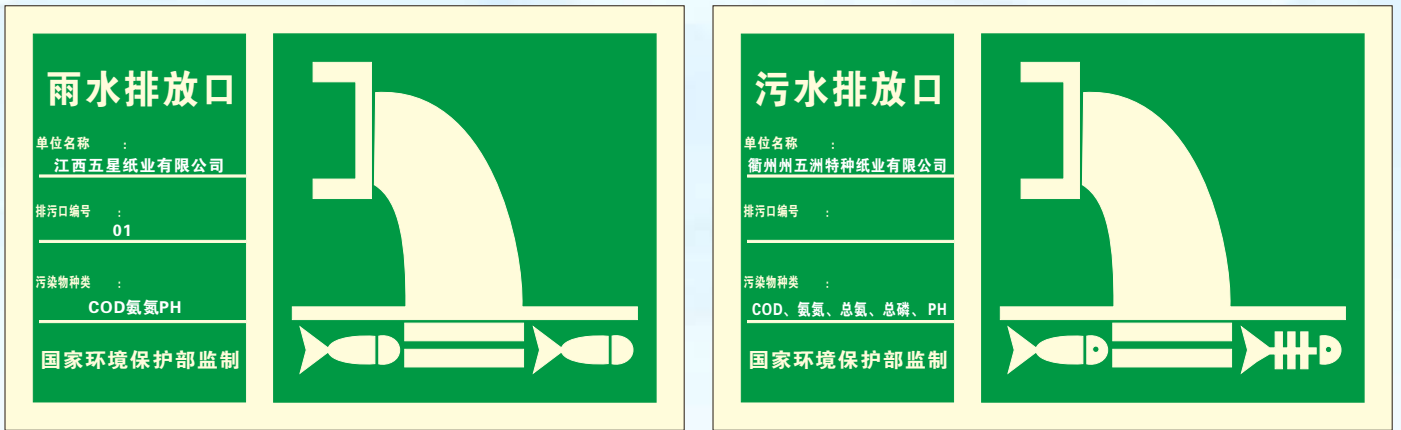 雨水排放口
单位名称 :
江西五星纸业有限公司
排污口编号 :
01
污染物种类 :
COD氨氮PH
国家环境保护部监制
污水排放口
单位名称 :
衢州州五洲特种纸业有限公司
排污口编号 :
污染物种类 :
COD、氨氮、总氨、总磷、PH
国家环境保护部监制